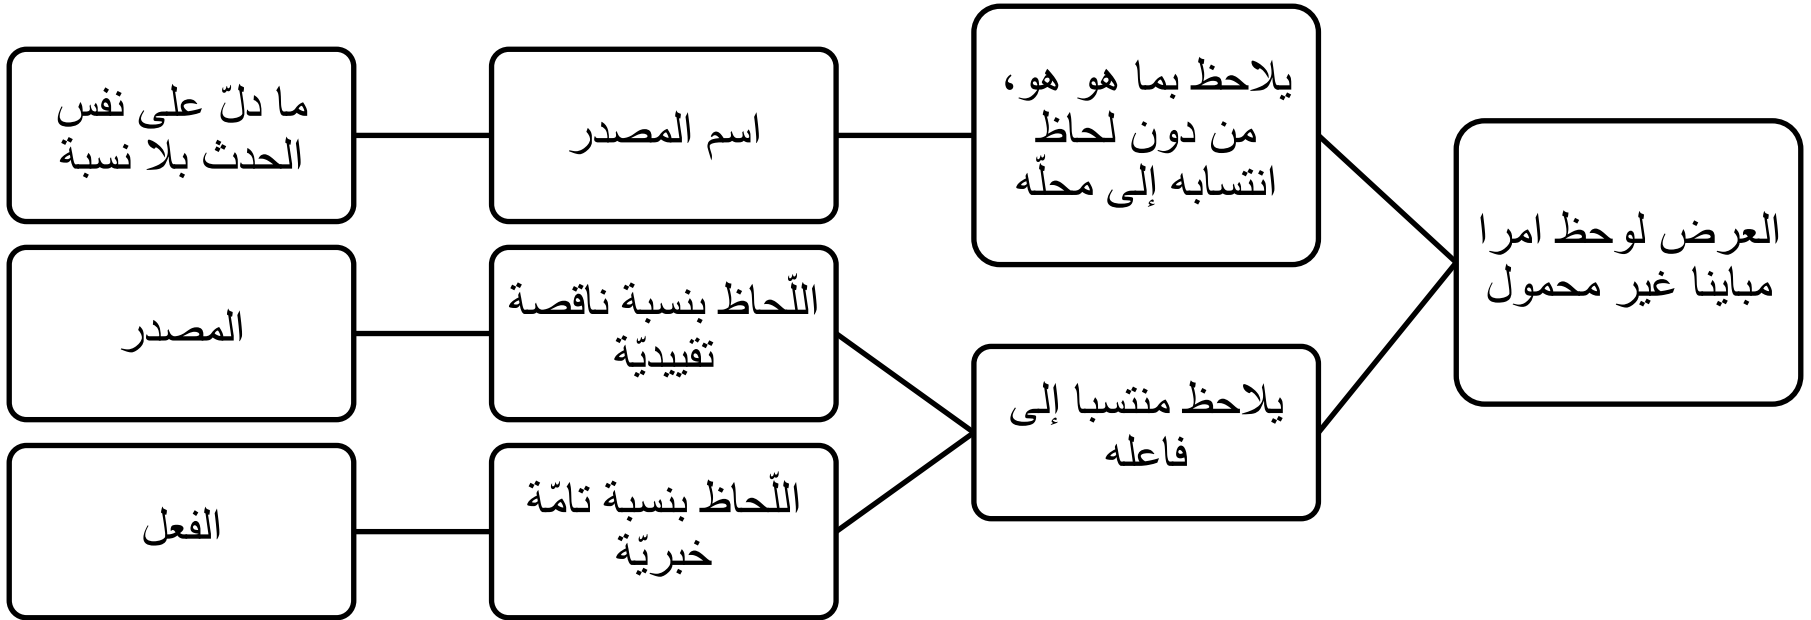 العرض لوحظ امرا
مباينا غير محمول
يلاحظ بما هو هو،
من دون لحاظ
انتسابه إلى محلّه
اسم المصدر
ما دلّ على نفس
الحدث بلا نسبة
يلاحظ منتسبا إلى
فاعله
اللّحاظ بنسبة ناقصة
تقييديّة
المصدر
اللّحاظ بنسبة تامّة
خبريّة
الفعل